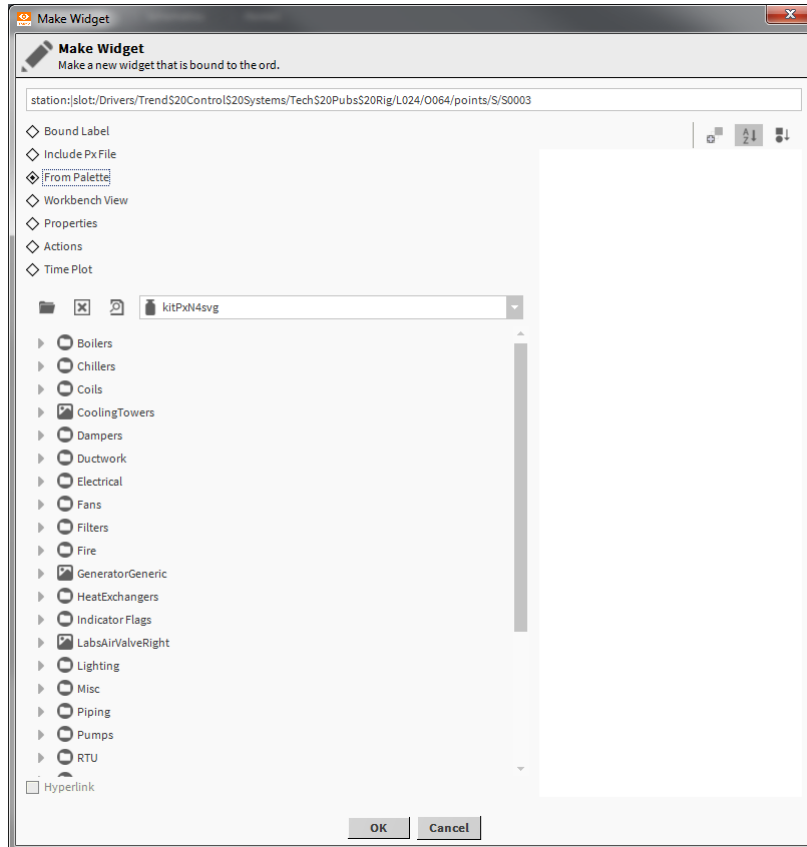 Make Widget
Make Widget
Make a new widget that is bound to the ord.
station:|slot:/Drivers/Trend$20Control$20Systems/Tech$20Pubs$20Rig/L024/O064/points/S/S0003
Bound Label
Include Px File
From Palette
Workbench View
Properties
Actions
Time Plot
kitPxN4svg
Boilers
Chillers
Coils
CoolingTowers
Dampers
Ductwork
Electrical
Fans
Filters
Fire
GeneratorGeneric
HeatExchangers
Indicator Flags
LabsAirValveRight
Lighting
Misc
Piping
Pumps
RTU
Hyperlink
OK Cancel